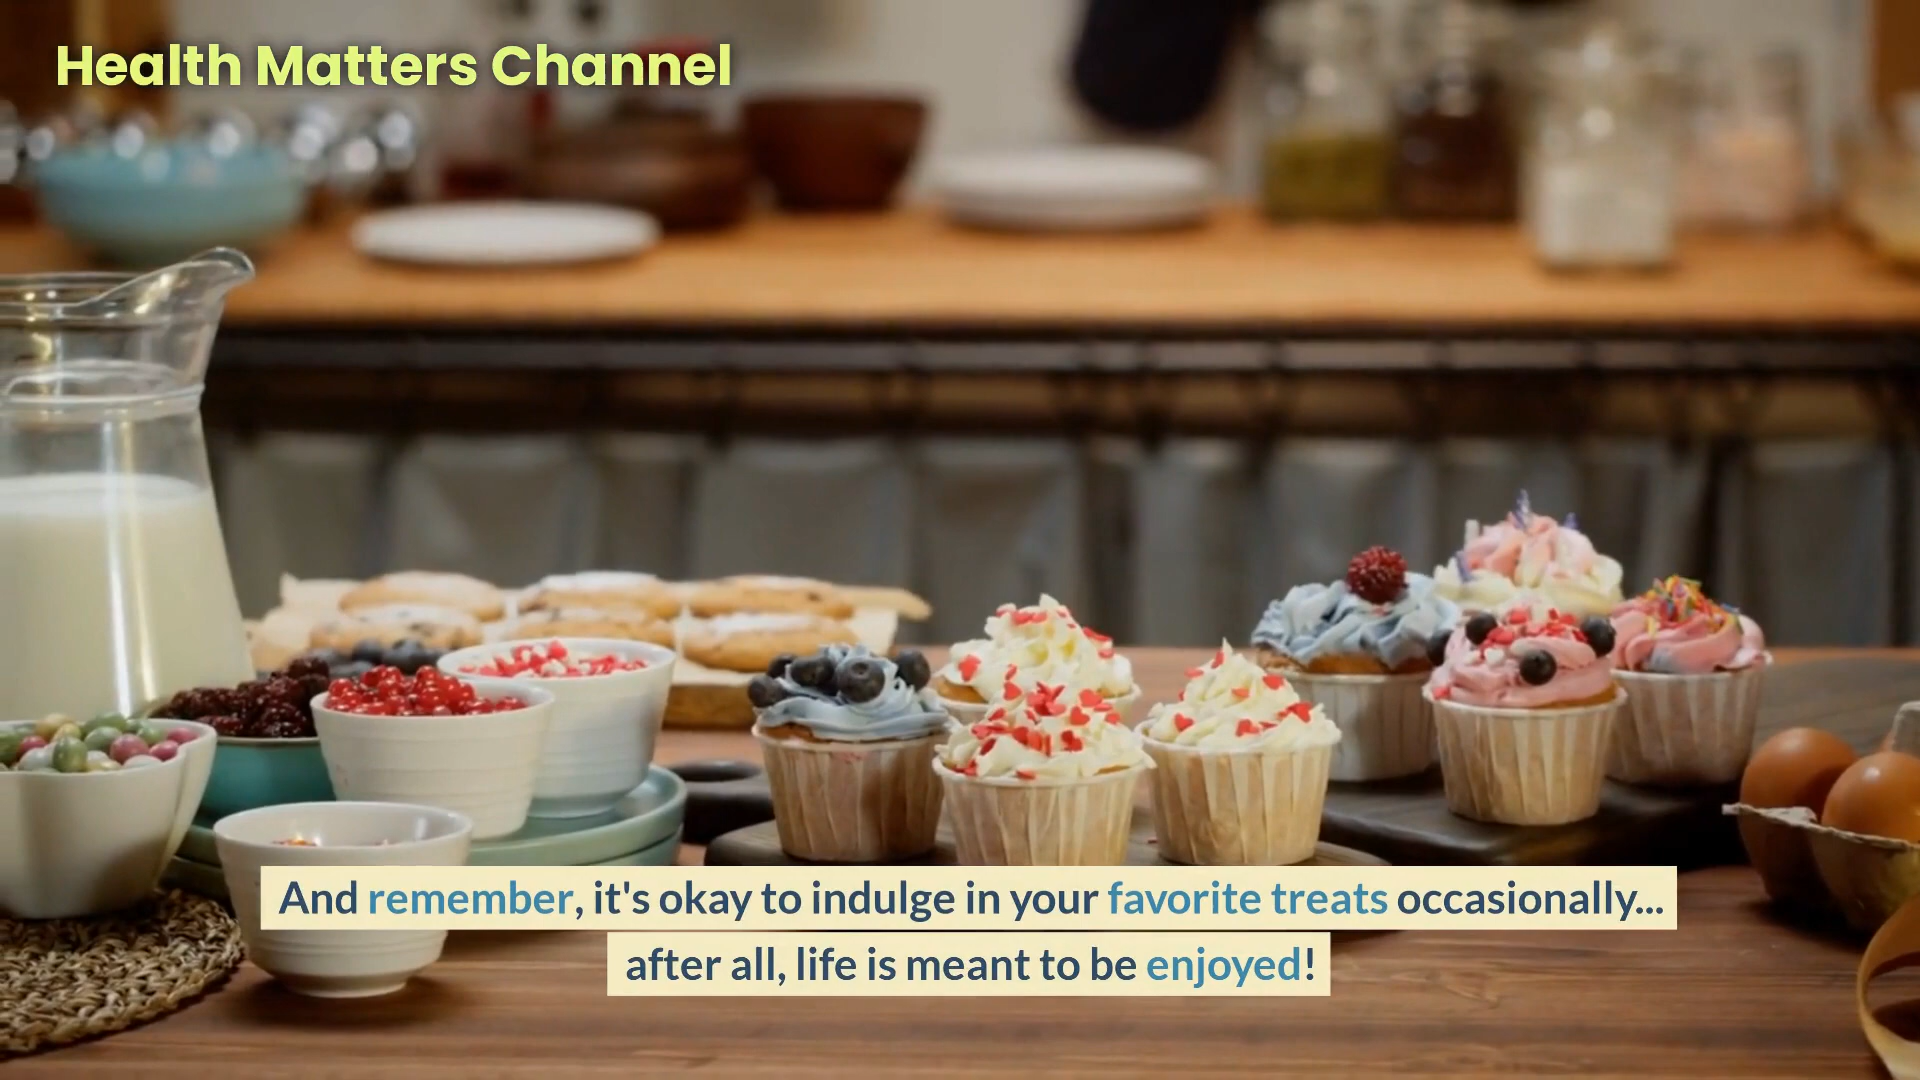 Health Matters Channel
And remember, it's okay to indulge in your favorite treats occasionally...
after all, life is meant to be enjoyed!